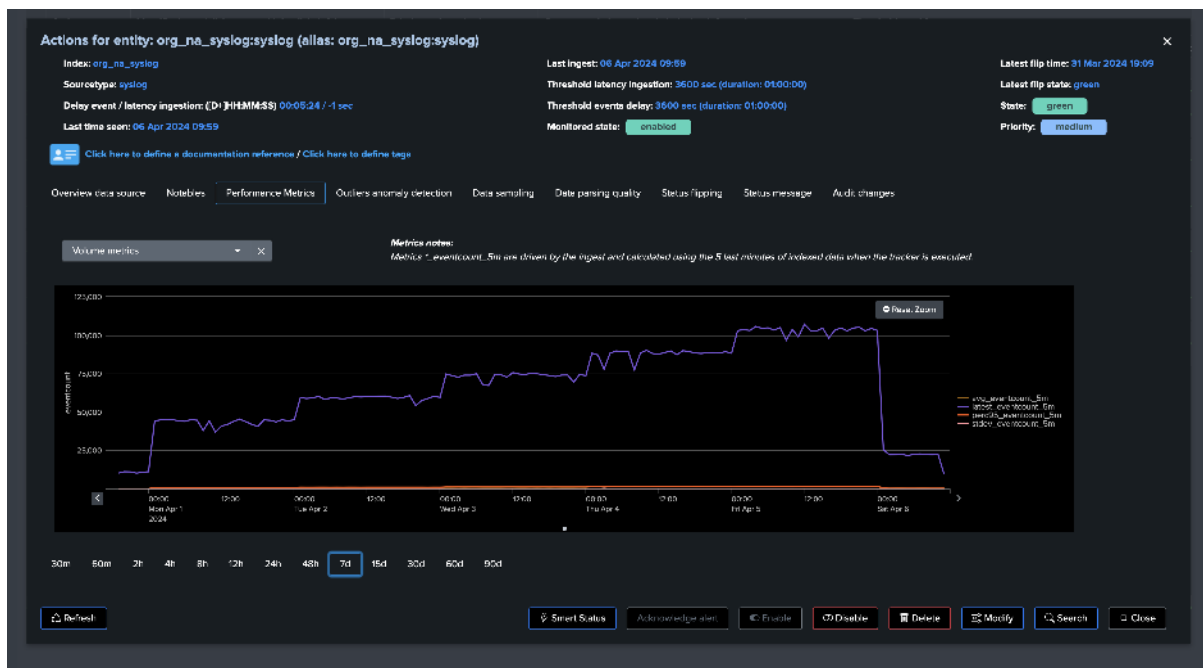 Actions for entity: org_na_syslog:syslog (alias: org_na_syslog:syslog)
Index: org_na_syslog
Last ingest: 06 Apr 2024 09:59
Latest flip time: 31 Mar 2024 19:09
Sourcetype: syslog
Threshold latency ingestion: 3600 sec (duration: 01:00:00)
Latest flip state: green
Delay event / latency ingestion: ([D+]HH:MM:SS) 00:05:24 / -1 sec
Threshold events delay: 3600 sec (duration: 01:00:00)
State: green
Last time seen: 06 Apr 2024 09:59
Monitored state: enabled
Priority: medium
Click here to define a documentation reference / Click here to define tags
Overview data source Notables Performance Metrics Outliers anomaly detection Data sampling Data parsing quality Status flipping Status message Audit changes
Volume metrics
Metrics notes:
Metrics *_eventcount_5m are driven by the ingest and calculated using the 5 last minutes of indexed data when the tracker is executed
125,000
Reset Zoom
100,000
75,000
50,000
25,000
eventcount
avg_eventcount_5m
latest_eventcount_5m
perc95_eventcount_5m
stdev_eventcount_5m
00:00 12:00 00:00 12:00 00:00 12:00 00:00 12:00 00:00 12:00 00:00
Mon Apr 1 Tue Apr 2 Wed Apr 3 Thu Apr 4 Fri Apr 5 Sat Apr 6
2024
30m 60m 2h 4h 8h 12h 24h 48h 7d 15d 30d 60d 90d
Refresh Smart Status Acknowledge alert Enable Disable Delete Modify Search Close